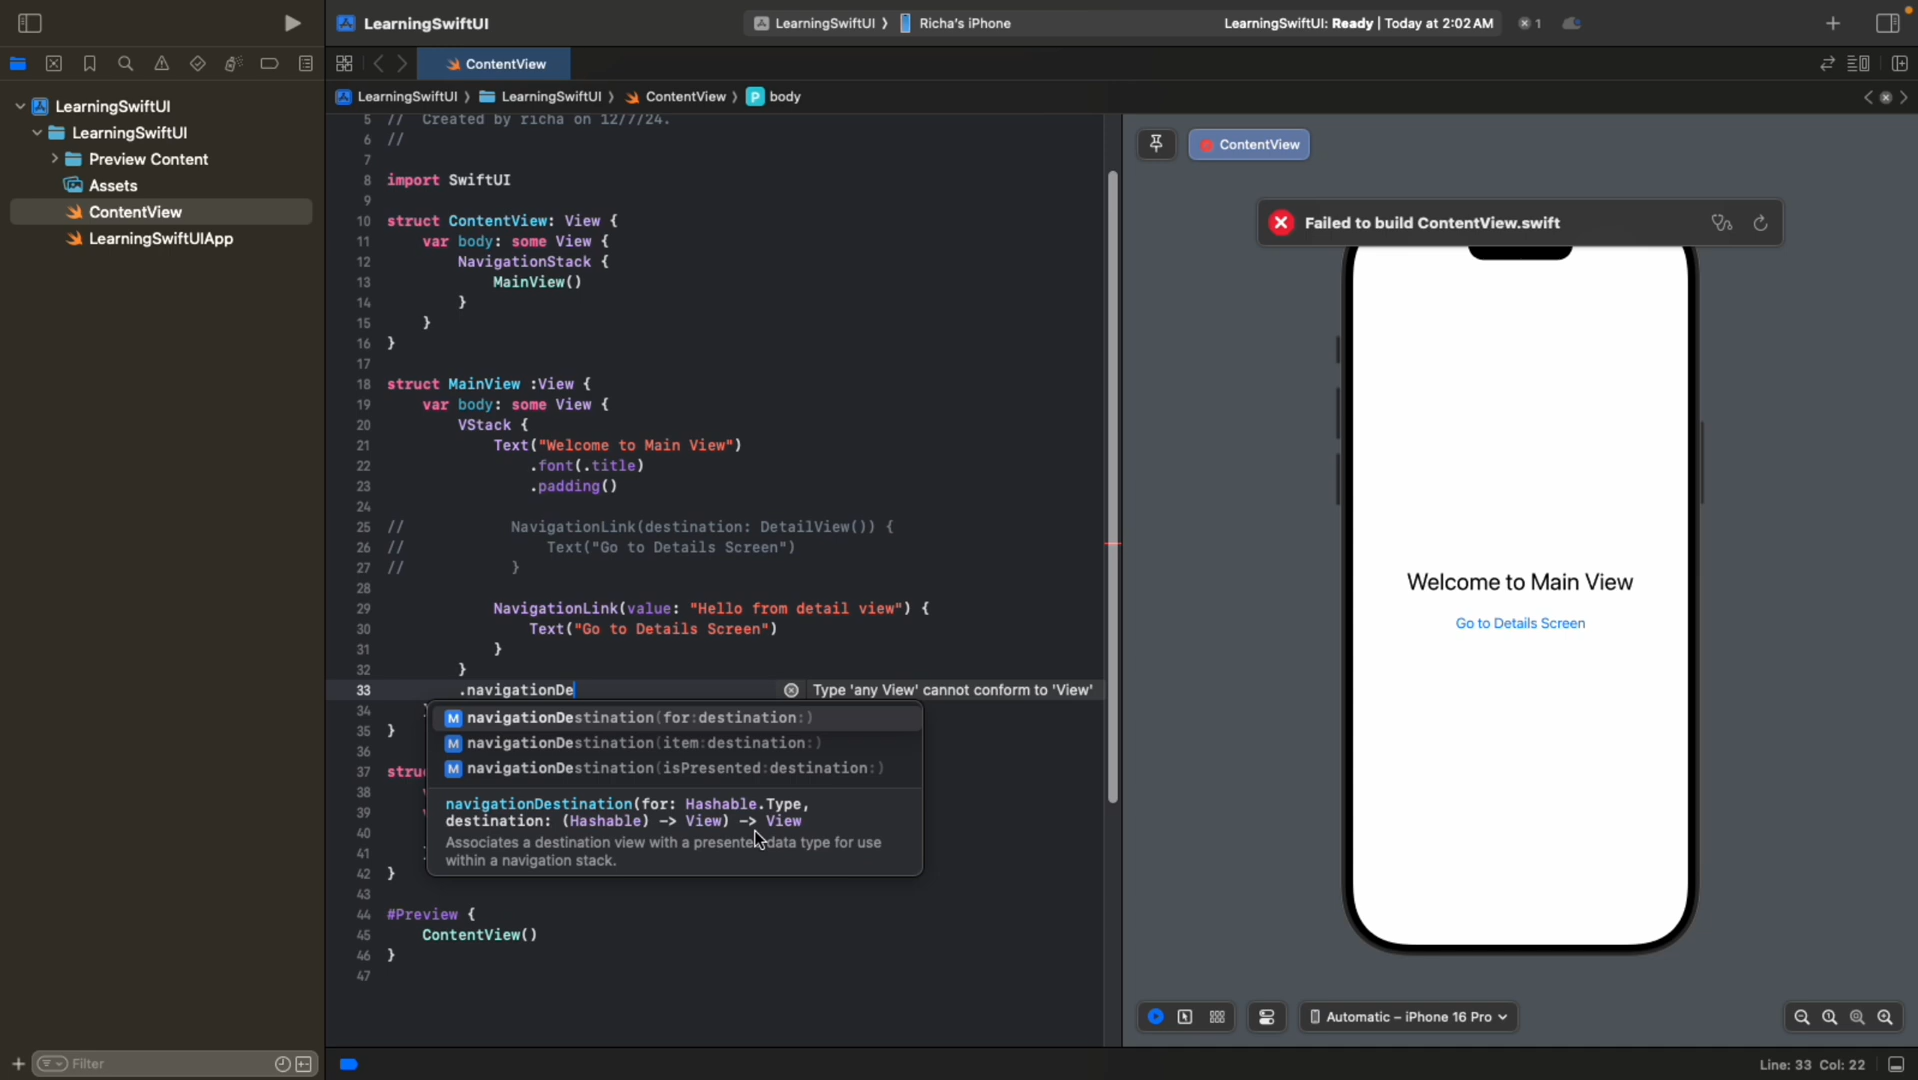 LearningSwiftUI
LearningSwiftUI 〉 Richa's iPhone
LearningSwiftUI: Ready | Today at 2:02 AM
1
ContentView
LearningSwiftUI 〉 LearningSwiftUI 〉 ContentView 〉 P body
LearningSwiftUI
LearningSwiftUI
Preview Content
Assets
ContentView
LearningSwiftUIApp
5 //  Created by richa on 12/7/24.
6 //
7
8 import SwiftUI
9
10 struct ContentView: View {
11     var body: some View {
12         NavigationStack {
13             MainView()
14         }
15     }
16 }
17
18 struct MainView :View {
19     var body: some View {
20         VStack {
21             Text("Welcome to Main View")
22                 .font(.title)
23                 .padding()
24
25 //            NavigationLink(destination: DetailView()) {
26 //                Text("Go to Details Screen")
27 //            }
28
29             NavigationLink(value: "Hello from detail view") {
30                 Text("Go to Details Screen")
31             }
32         }
33         .navigationDe
Type 'any View' cannot conform to 'View'
34
35 }
36
37 stru
38
39
40
41
42 }
43
44 #Preview {
45     ContentView()
46 }
47
M navigationDestination(for:destination:)
M navigationDestination(item:destination:)
M navigationDestination(isPresented:destination:)
navigationDestination(for: Hashable.Type,
destination: (Hashable) -> View) -> View
Associates a destination view with a presented data type for use
within a navigation stack.
ContentView
Failed to build ContentView.swift
Welcome to Main View
Go to Details Screen
Automatic – iPhone 16 Pro
Filter
Line: 33 Col: 22